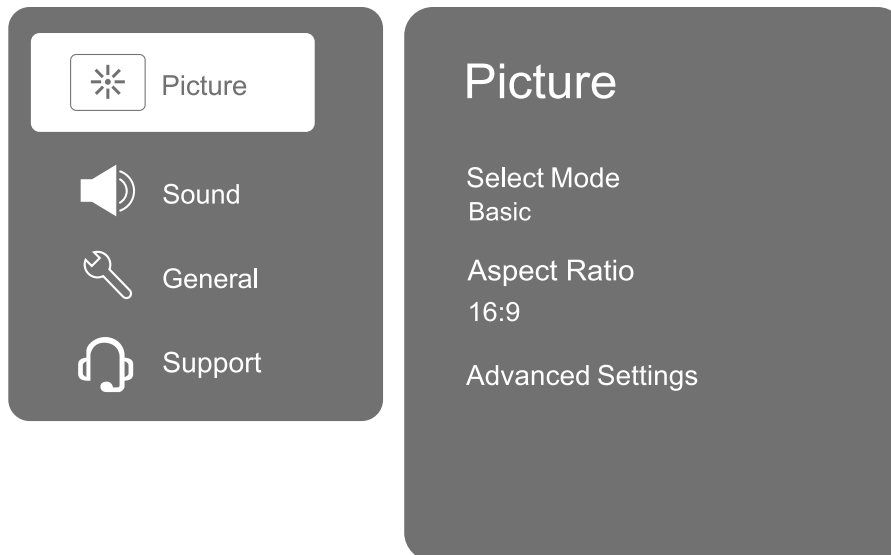 Picture
Sound
General
Support
Picture
Select Mode
Basic
Aspect Ratio
16:9
Advanced Settings